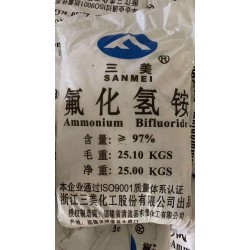 ®
三美
SANMEI
氟化氢铵
Ammonium Bifluoride
含量：≥ 97%
毛重：25.10 KGS
净重：25.00 KGS
本企业通过ISO9001质量体系认证
浙江三美化工股份有限公司出品